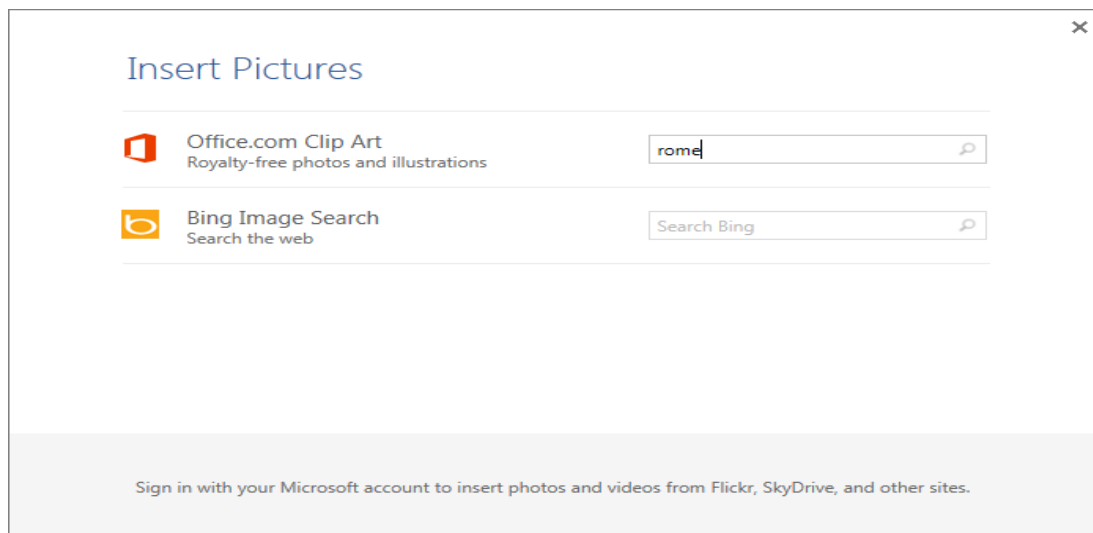 Insert Pictures
Office.com Clip Art
Royalty-free photos and illustrations
rome
Bing Image Search
Search the web
Search Bing
Sign in with your Microsoft account to insert photos and videos from Flickr, SkyDrive, and other sites.